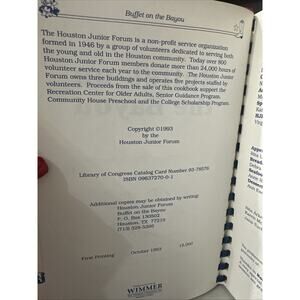 Buffet on the Bayou
The Houston Junior Forum is a non-profit service organization
formed in 1946 by a group of volunteers dedicated to serving both
the young and old in the Houston community. Today over 800
Houston Junior Forum members donate more than 24,000 hours of
volunteer service each year to the community. The Houston Junior
Forum owns three buildings and operates five projects staffed by
volunteers. Proceeds from the sale of this cookbook support the
Recreation Center for Older Adults, Senior Guidance Program,
Community House Preschool and the College Scholarship Program.
Copyright ©1993
by the
Houston Junior Forum
Library of Congress Catalog Card Number 93-78576
ISBN 09637270-0-1
Additional copies may be obtained by writing:
Houston Junior Forum
Buffet on the Bayou
P. O. Box 130502
Houston, TX 77219
First Printing October 1993
WIMMER